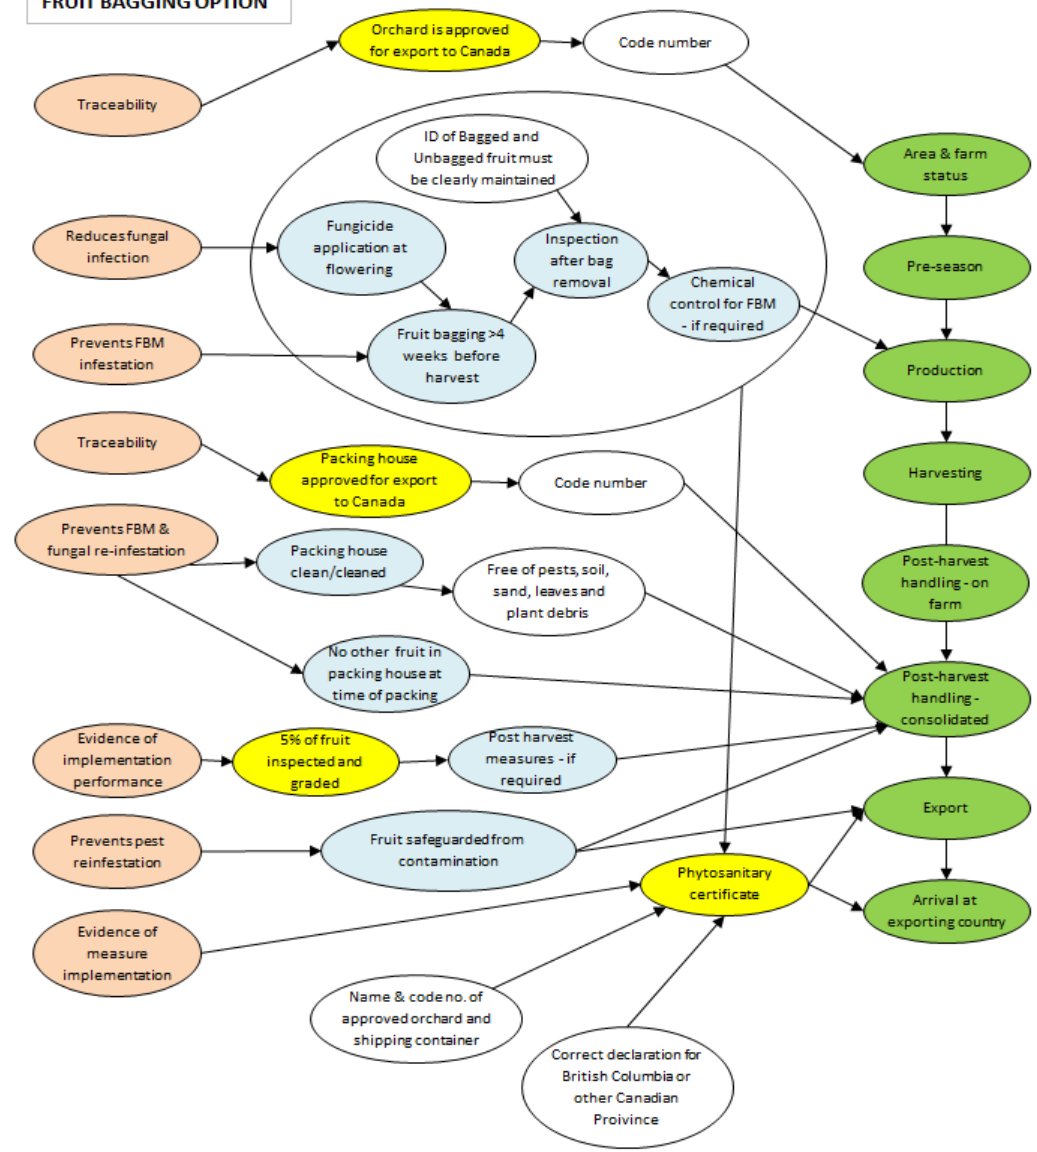 FRUIT BAGGING OPTION
Orchard is approved
for export to Canada
Code number
Traceability
ID of Bagged and
Unbagged fruit must
be clearly maintained
Area & farm
status
Reduces fungal
infection
Fungicide
application at
flowering
Inspection
after bag
removal
Pre-season
Chemical
control for FBM
- if required
Prevents FBM
infestation
Fruit bagging >4
weeks before
harvest
Production
Traceability
Packing house
approved for export
to Canada
Code number
Harvesting
Prevents FBM &
fungal re-infestation
Packing house
clean/cleaned
Free of pests, soil,
sand, leaves and
plant debris
Post-harvest
handling - on
farm
No other fruit in
packing house at
time of packing
Post-harvest
handling -
consolidated
Evidence of
implementation
performance
5% of fruit
inspected and
graded
Post harvest
measures - if
required
Export
Prevents pest
reinfestation
Fruit safeguarded from
contamination
Phytosanitary
certificate
Arrival at
exporting country
Evidence of
measure
implementation
Name & code no. of
approved orchard and
shipping container
Correct declaration for
British Columbia or
other Canadian
Proivince